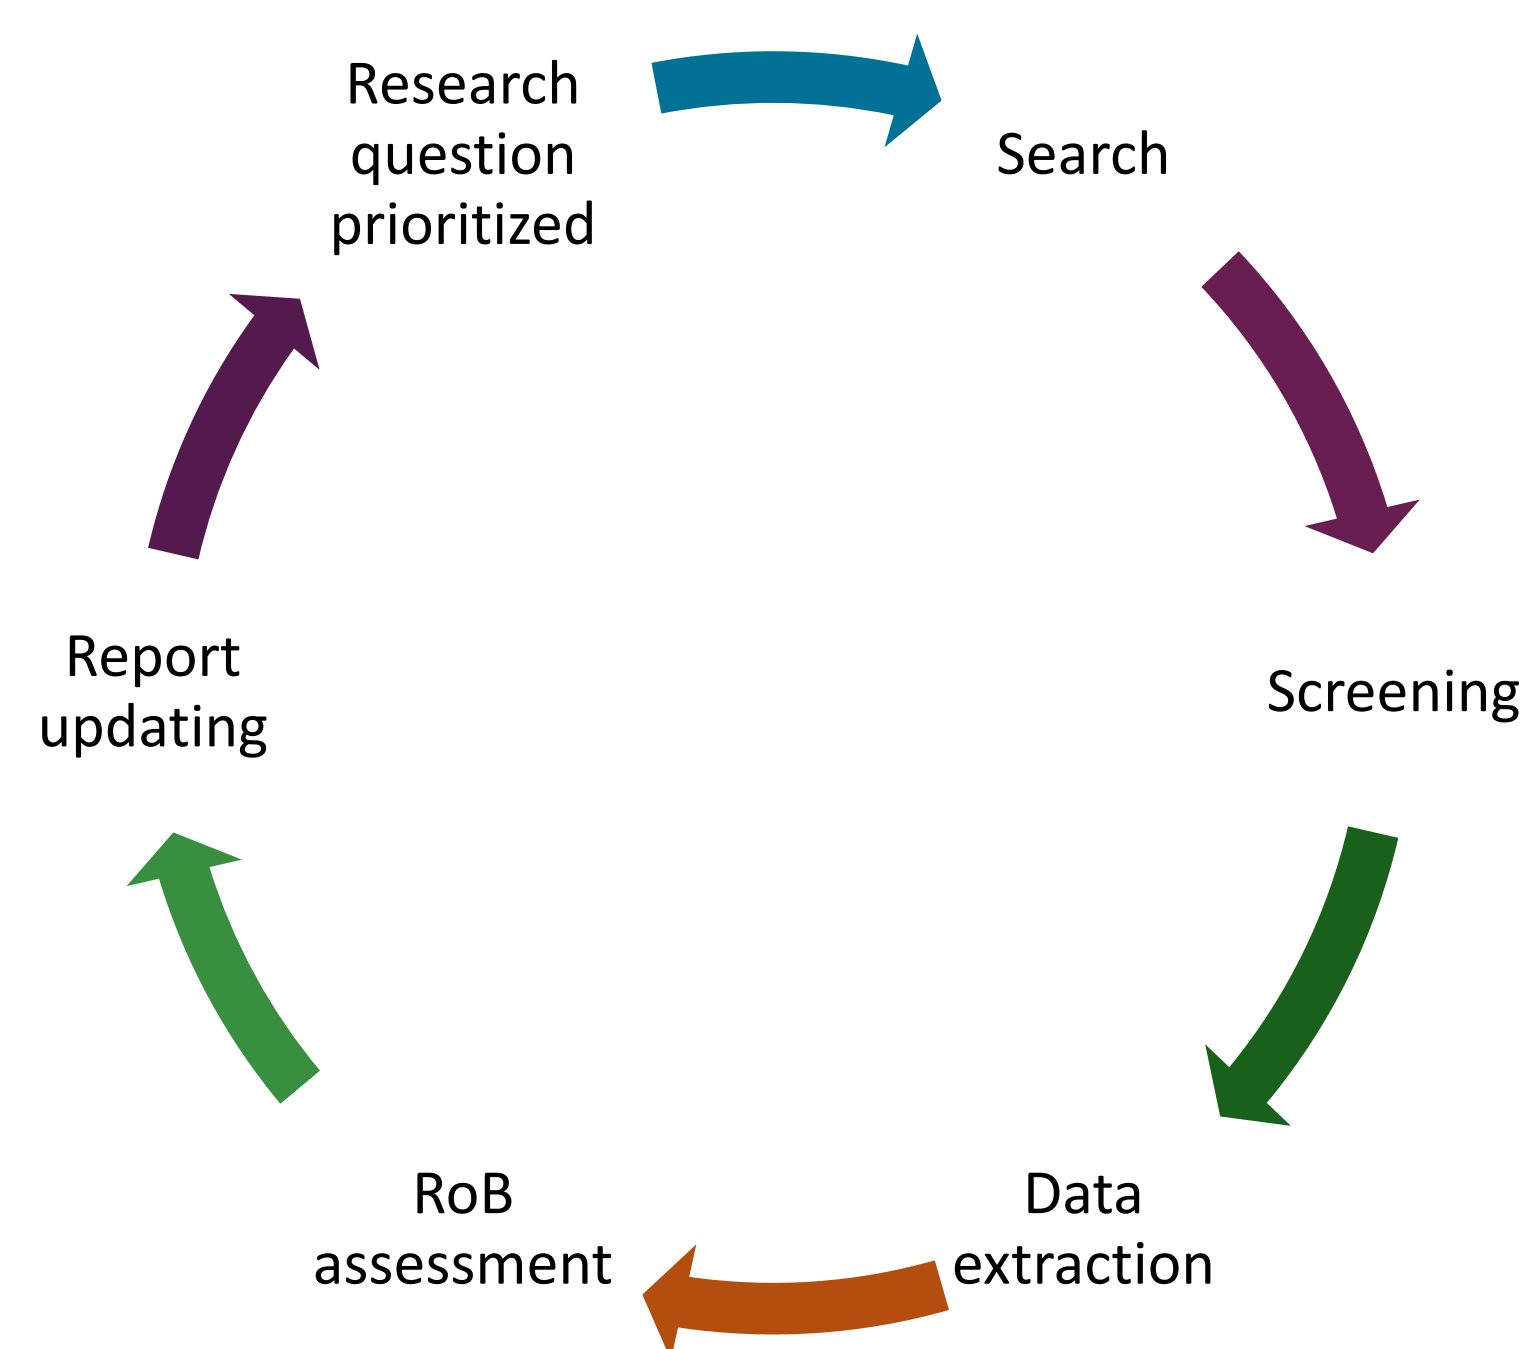 Research
question
prioritized
Search
Screening
Data
extraction
RoB
assessment
Report
updating